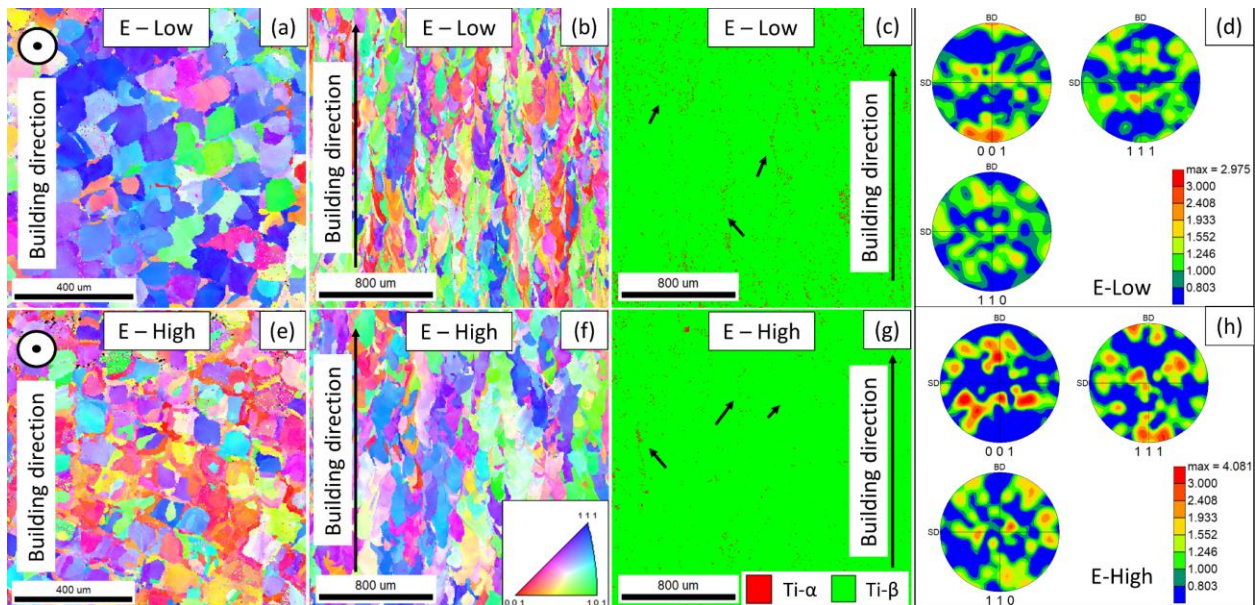 E – Low
(a)
Building direction
400 um
E – Low
(b)
Building direction
800 um
E – Low
(c)
Building direction
800 um
(d)
BD
SD
0 0 1
BD
SD
1 1 1
SD
1 1 0
max = 2.975
3.000
2.408
1.933
1.552
1.246
1.000
0.803
E-Low
E – High
(e)
Building direction
400 um
E – High
(f)
Building direction
800 um
1 1 1
0 0 1
1 0 1
E – High
(g)
Building direction
800 um
Ti-α
Ti-β
(h)
BD
SD
0 0 1
BD
SD
1 1 1
BD
SD
1 1 0
max = 4.081
3.000
2.408
1.933
1.552
1.246
1.000
0.803
E-High